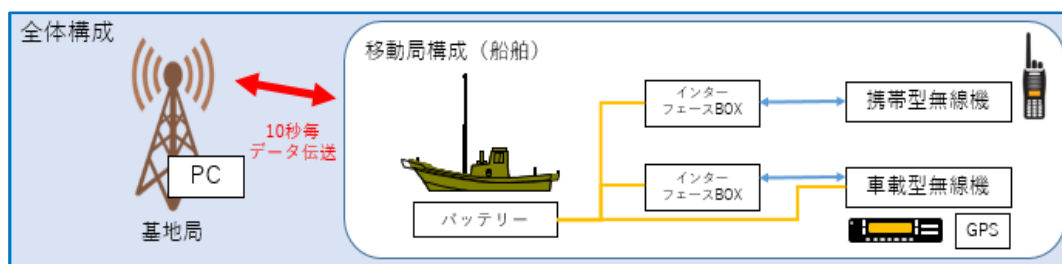 全体構成
移動局構成（船舶）
10秒毎
データ伝送
PC
基地局
バッテリー
インター
フェースBOX
携帯型無線機
インター
フェースBOX
車載型無線機
GPS